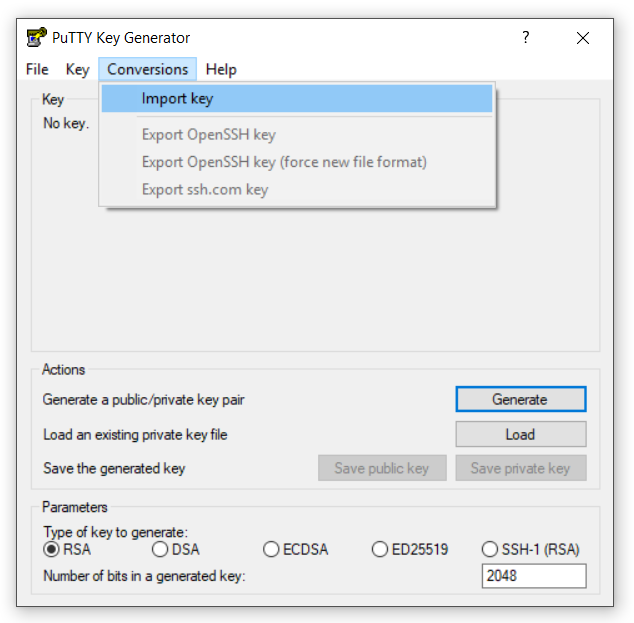 PuTTY Key Generator ?
File Key Conversions Help
Key
No key.
Import key
Export OpenSSH key
Export OpenSSH key (force new file format)
Export ssh.com key
Actions
Generate a public/private key pair Generate
Load an existing private key file Load
Save the generated key Save public key Save private key
Parameters
Type of key to generate:
RSA DSA ECDSA ED25519 SSH-1 (RSA)
Number of bits in a generated key: 2048